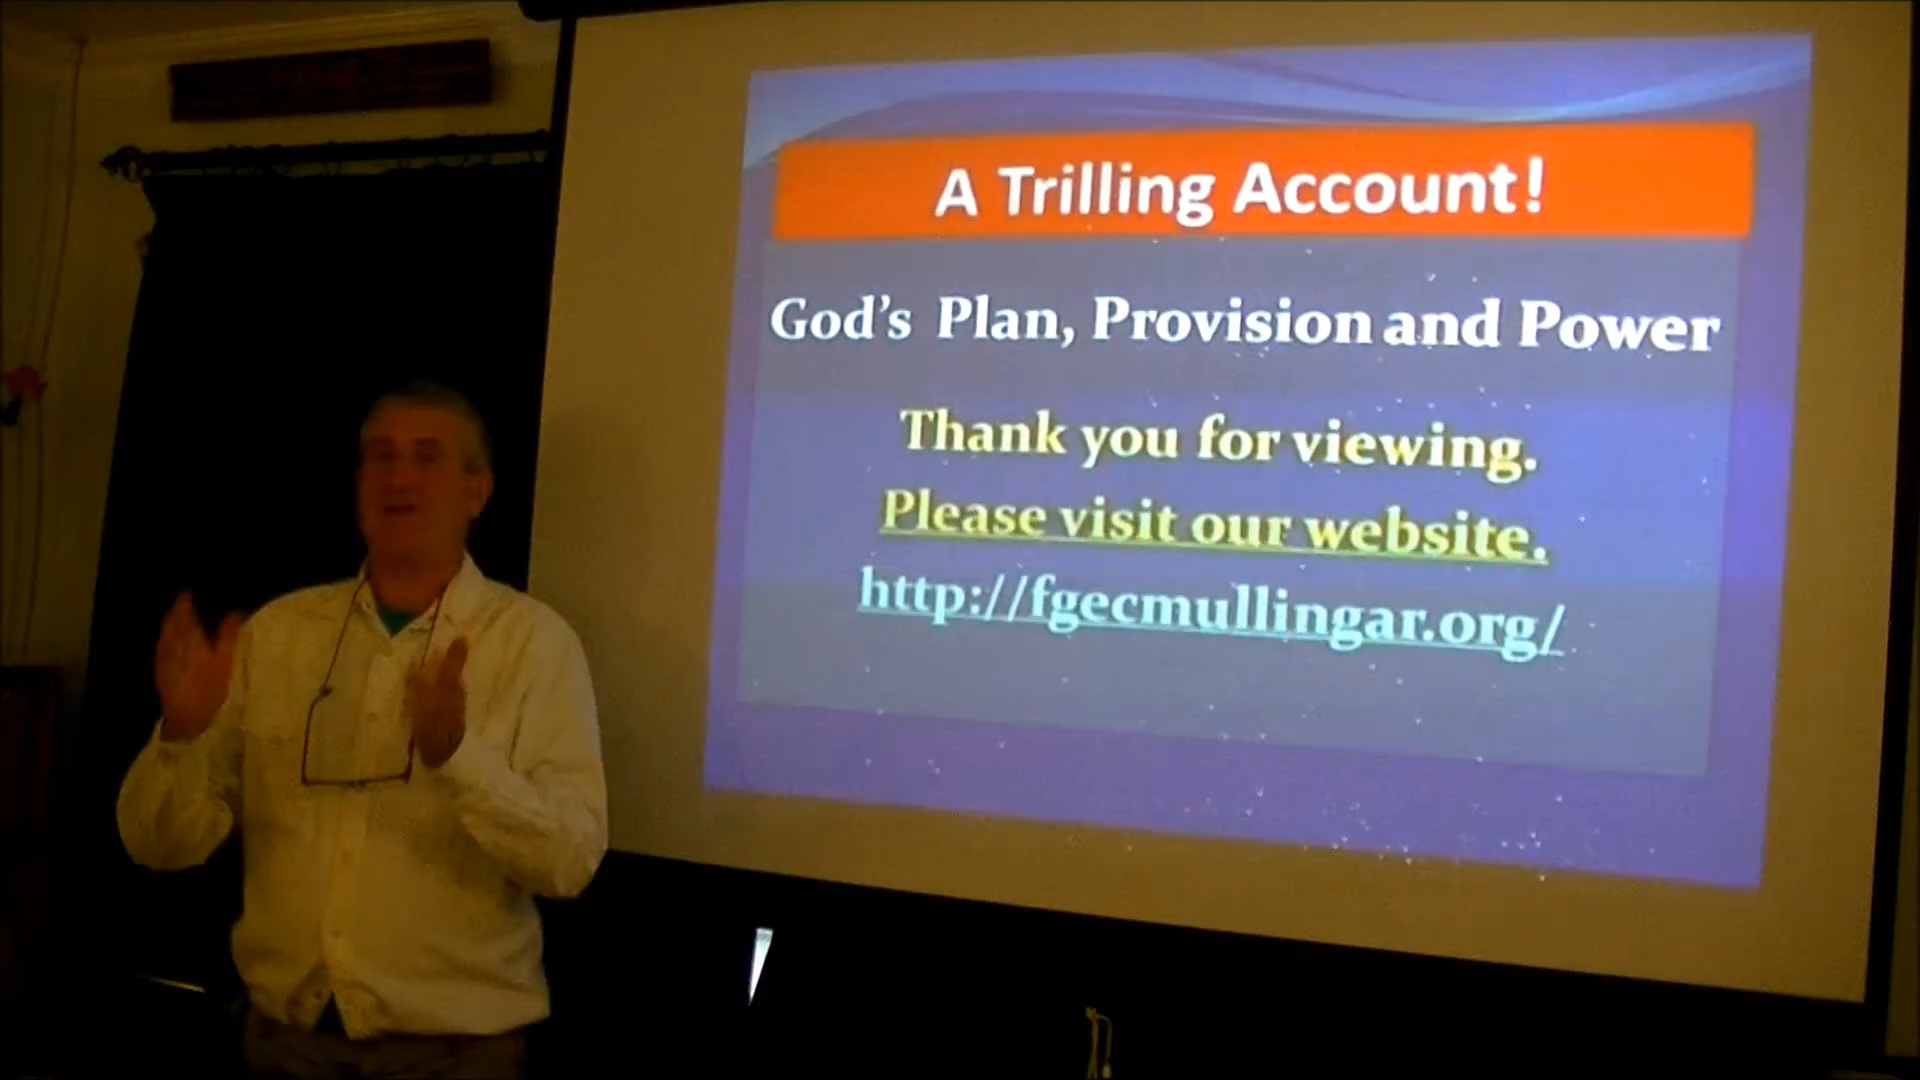 A Trilling Account!
God's Plan, Provision and Power
Thank you for viewing.
Please visit our website.
http://fgecmullingar.org/